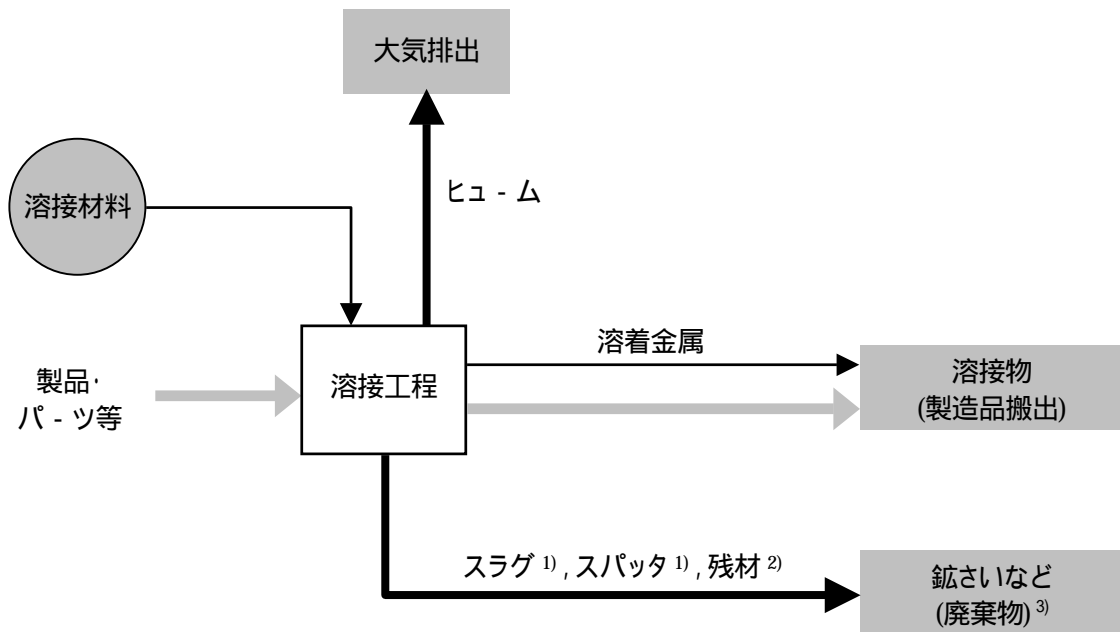 大気排出
ヒュ - ム
溶接材料
溶着金属
製品・
パ - ツ等
溶接工程
溶接物
(製造品搬出)
スラグ 1) , スパッタ 1) , 残材 2)
鉱さいなど
(廃棄物) 3)